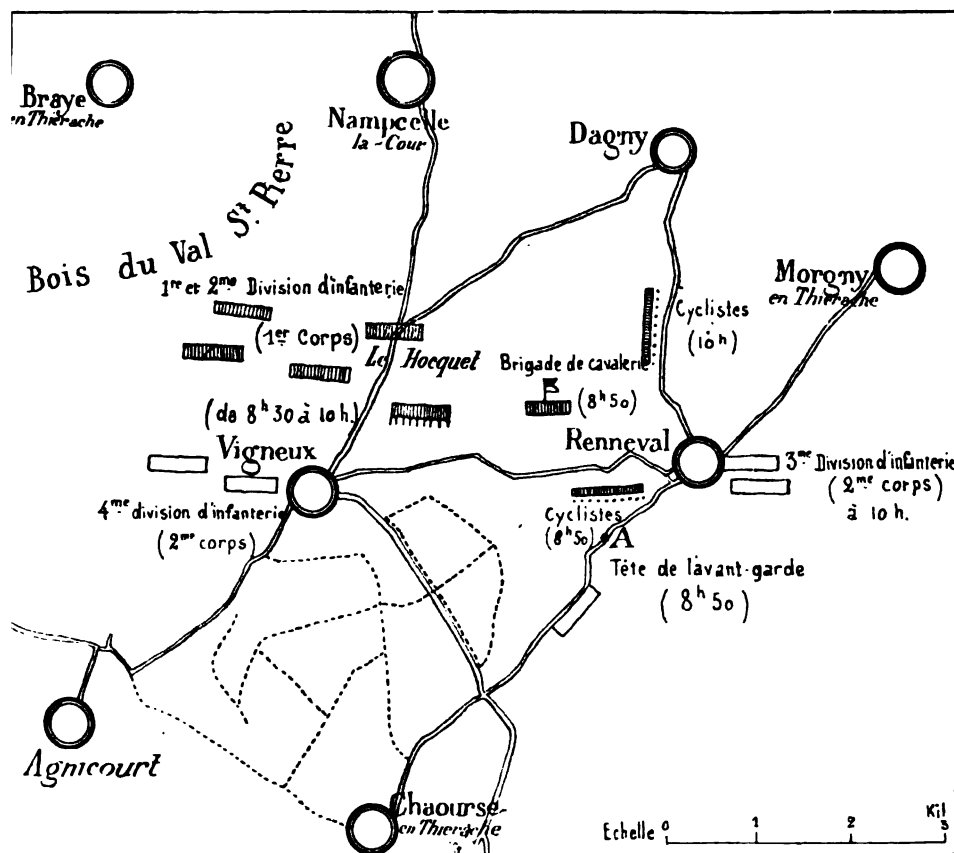 Braye
en Thiérache
Nampcelle
la-Cour
Dagny
Bois du Val St. Pierre
Morgny
en Thiérache
1re et 2me Division d'infanterie
(1er Corps)
Le Hocquet
Cyclistes
(10h)
Brigade de cavalerie
(8h50)
(de 8h30 à 10h.)
Vigneux
Renneval
3me Division d'infanterie
(2me corps)
à 10h.
4me division d'infanterie
(2me corps)
Cyclistes
(8h50)
A
Tête de lavant-garde
(8h50)
Agnicourt
Chaourse
en Thiérache
Echelle 0 1 2 3
Kil